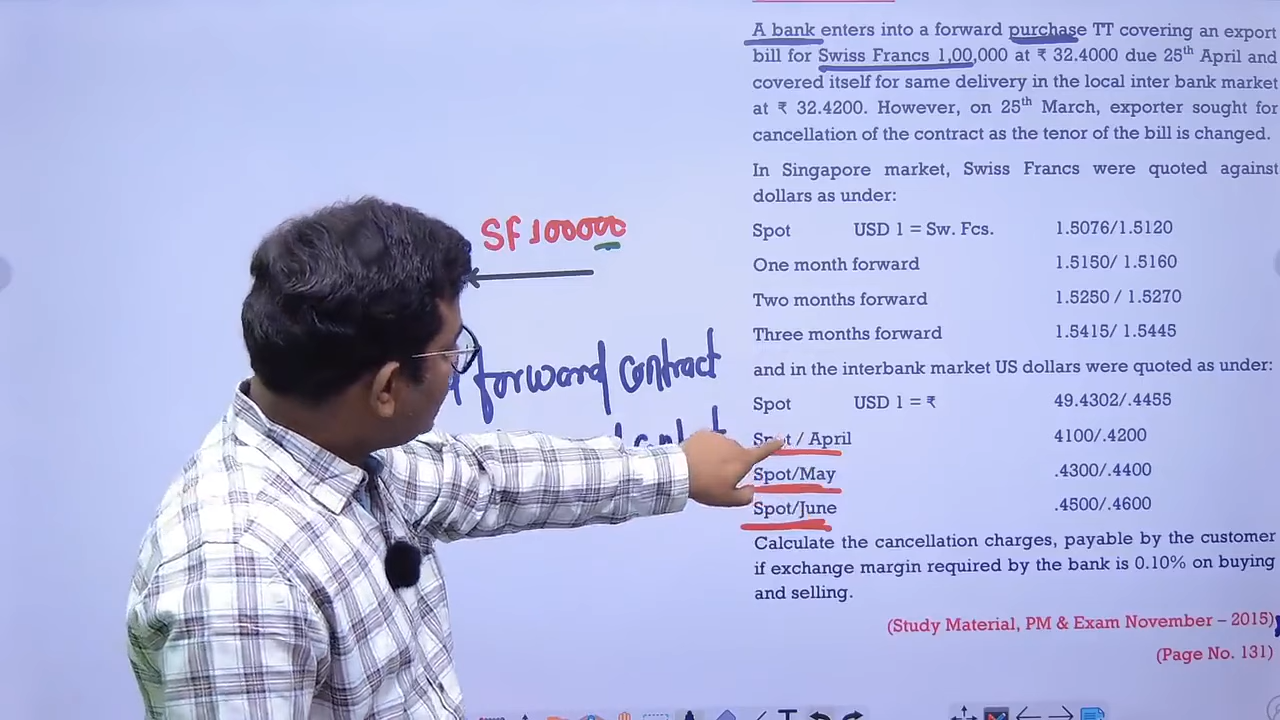 A bank enters into a forward purchase TT covering an export
bill for Swiss Francs 1,00,000 at ₹ 32.4000 due 25th April and
covered itself for same delivery in the local inter bank market
at ₹ 32.4200. However, on 25th March, exporter sought for
cancellation of the contract as the tenor of the bill is changed.
In Singapore market, Swiss Francs were quoted against
dollars as under:
Spot USD 1 = Sw. Fcs. 1.5076/1.5120
One month forward 1.5150/ 1.5160
Two months forward 1.5250 / 1.5270
Three months forward 1.5415/ 1.5445
and in the interbank market US dollars were quoted as under:
Spot USD 1 = ₹ 49.4302/.4455
Spot / April 4100/.4200
Spot/May .4300/.4400
Spot/June .4500/.4600
Calculate the cancellation charges, payable by the customer
if exchange margin required by the bank is 0.10% on buying
and selling.
(Study Material, PM & Exam November – 2015)
(Page No. 131)
SF 100000
forward contract